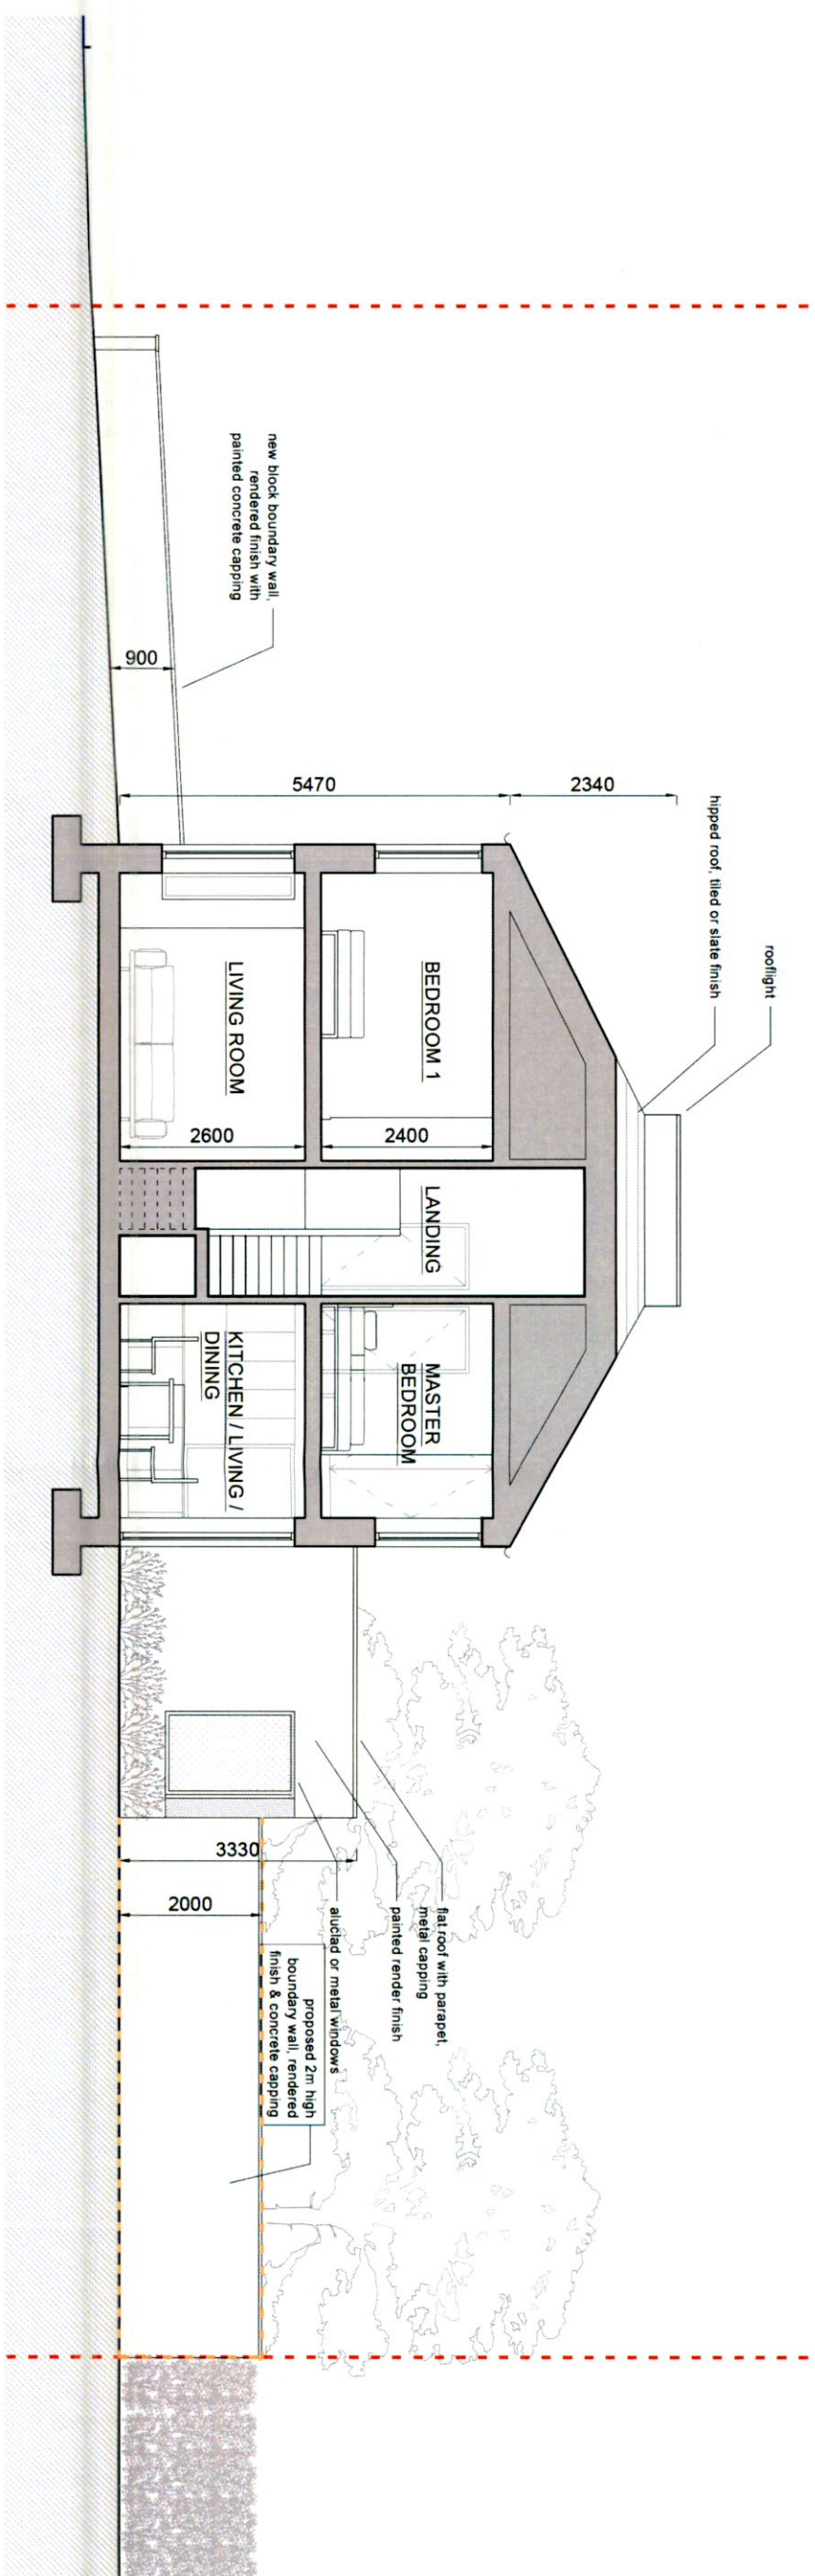 rooflight
hipped roof, tiled or slate finish
2340
5470
new block boundary wall,
rendered finish with
painted concrete capping
900
BEDROOM 1
2400
LIVING ROOM
2600
LANDING
MASTER
BEDROOM
KITCHEN / LIVING /
DINING
flat roof with parapet,
metal capping
painted render finish
aluclad or metal windows
3330
2000
proposed 2m high
boundary wall, rendered
finish & concrete capping